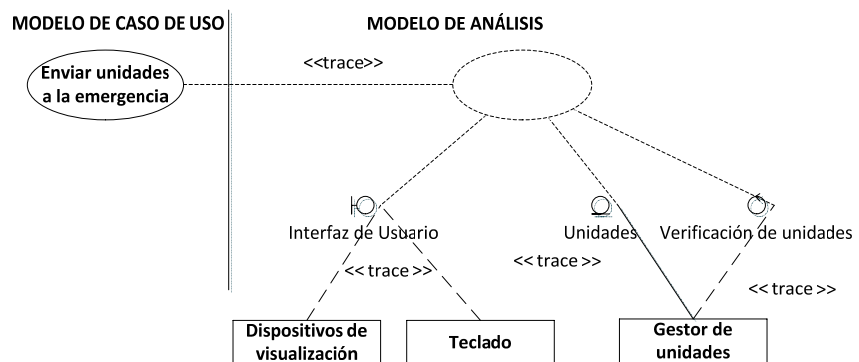 MODELO DE CASO DE USO
MODELO DE ANÁLISIS
<<trace>>
Enviar unidades
a la emergencia
Interfaz de Usuario
Unidades
Verificación de unidades
<< trace >>
<< trace >>
<< trace >>
Dispositivos de
visualización
Teclado
Gestor de
unidades